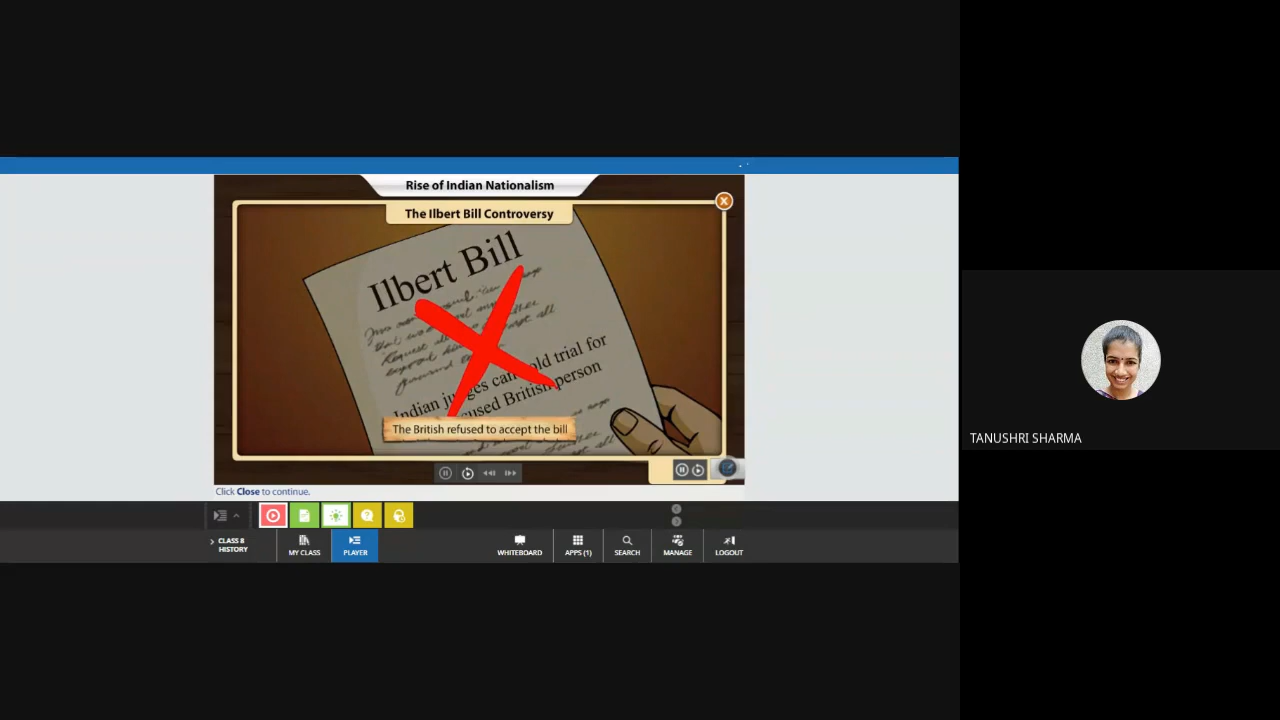 Rise of Indian Nationalism
The Ilbert Bill Controversy
Ilbert Bill
Indian judges can hold trial for
accused British person
The British refused to accept the bill
Click Close to continue.
CLASS 8
HISTORY
MY CLASS
PLAYER
WHITEBOARD
APPS (1)
SEARCH
MANAGE
LOGOUT
TANUSHRI SHARMA